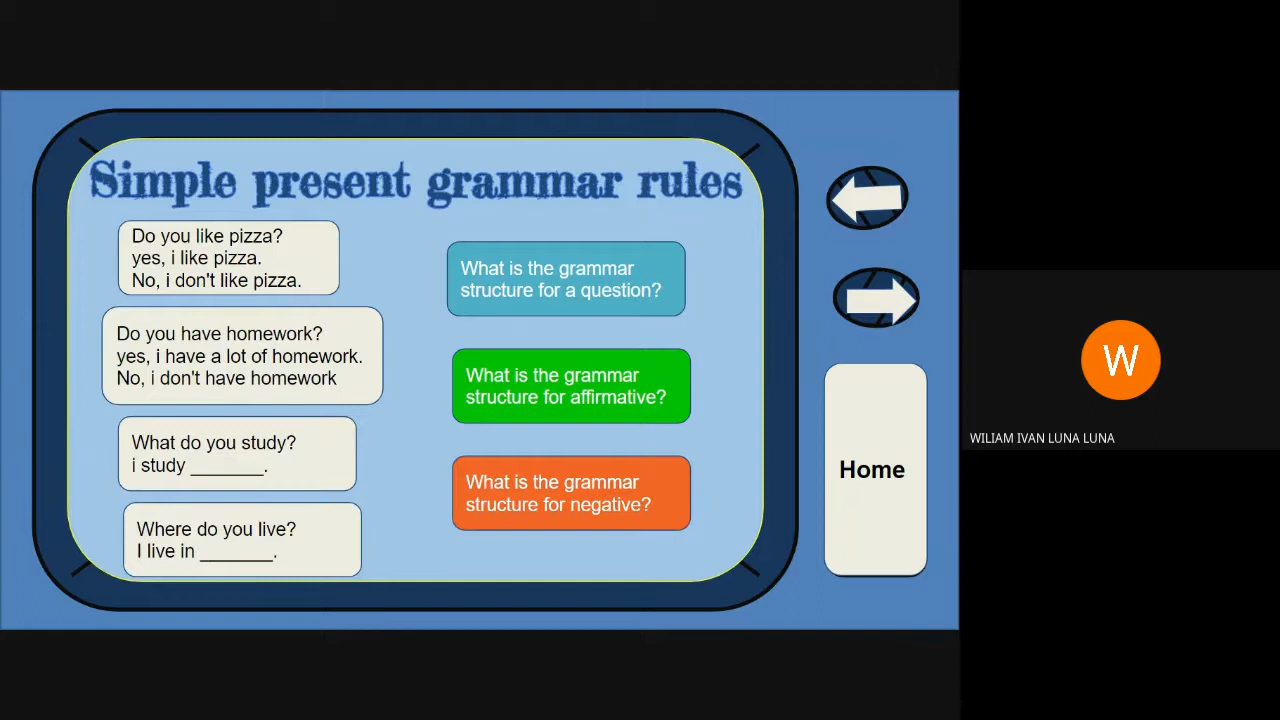 Simple present grammar rules
Do you like pizza?
yes, i like pizza.
No, i don't like pizza.
Do you have homework?
yes, i have a lot of homework.
No, i don't have homework
What do you study?
i study _______.
Where do you live?
I live in _______.
What is the grammar
structure for a question?
What is the grammar
structure for affirmative?
What is the grammar
structure for negative?
Home
W
WILIAM IVAN LUNA LUNA